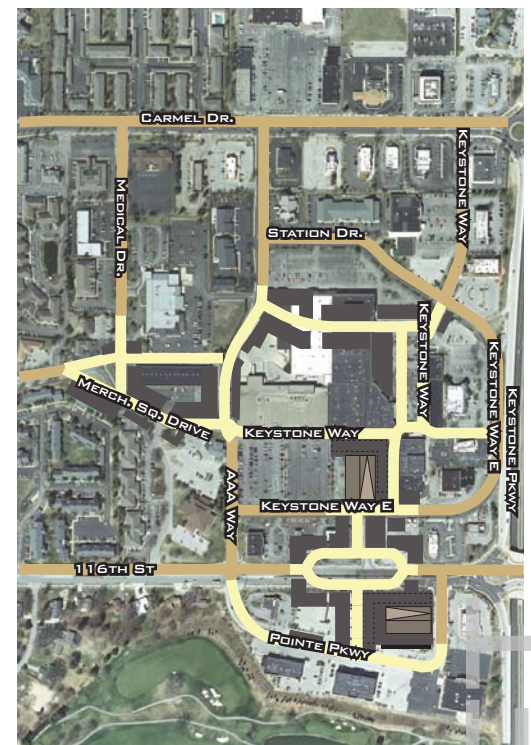 Carmel Dr.
Keystone Way
Medical Dr.
Station Dr.
Keystone Way
Keystone Way E
Keystone Pkwy
Merch. Sq. Drive
Keystone Way
AAA Way
Keystone Way E
116th St
Pointe Pkwy